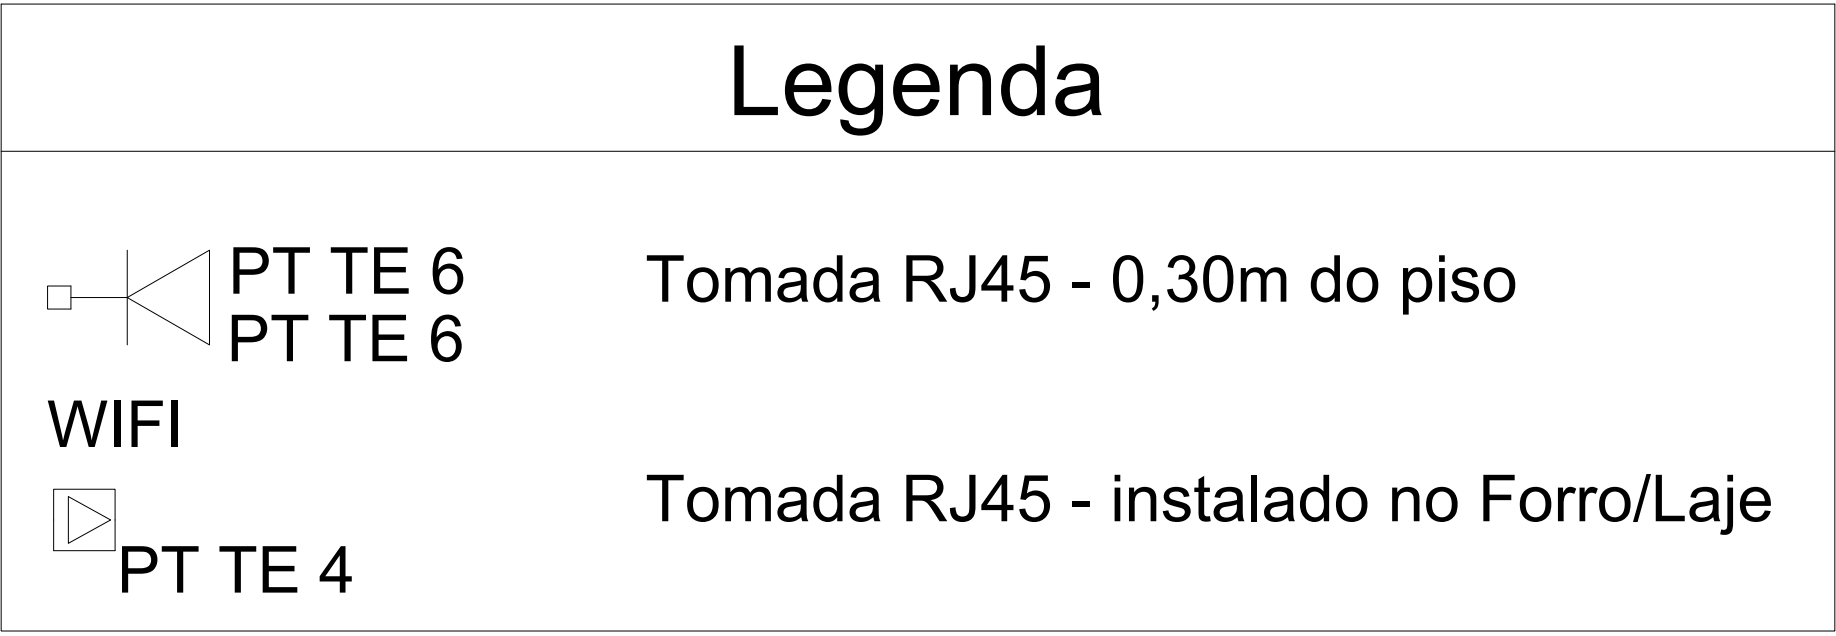 Legenda
PT TE 6
PT TE 6
Tomada RJ45 - 0,30m do piso
WIFI
PT TE 4
Tomada RJ45 - instalado no Forro/Laje